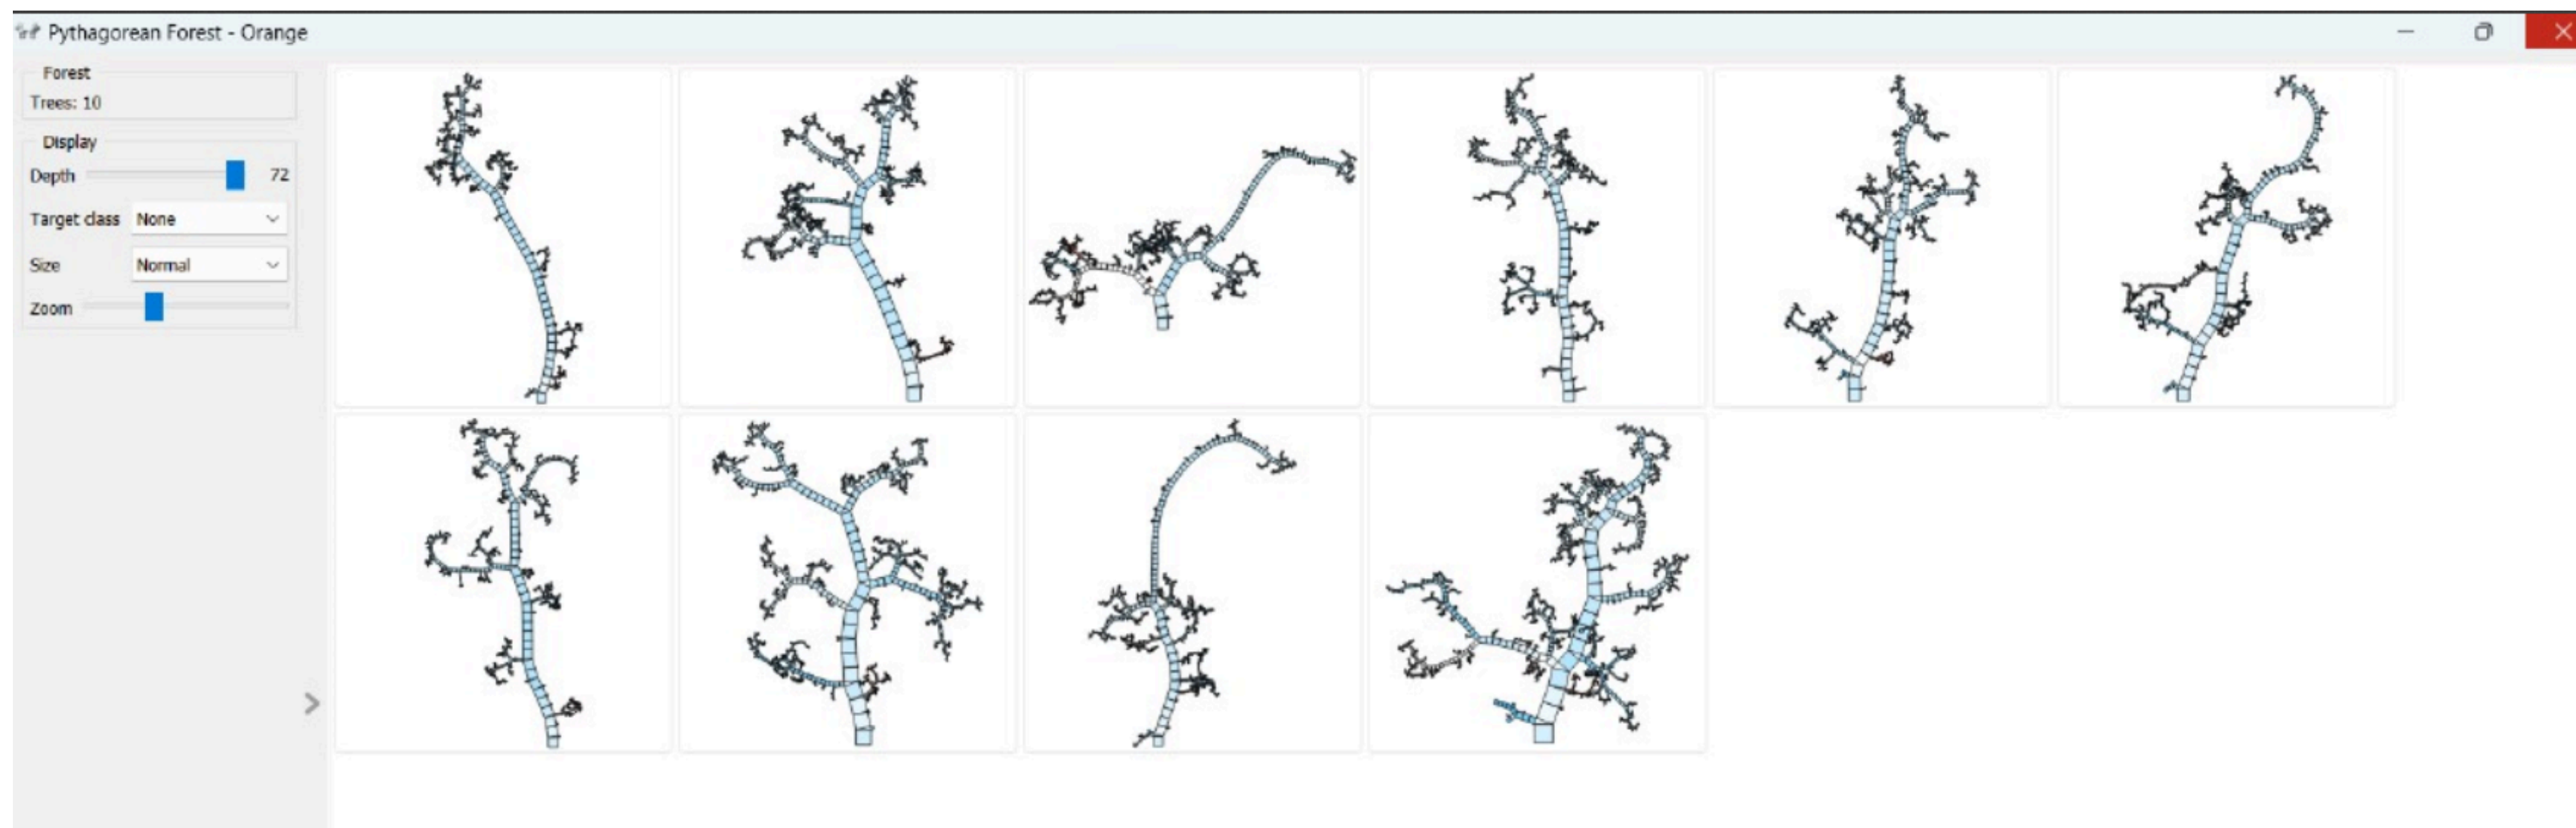 Pythagorean Forest - Orange
Forest
Trees: 10
Display
Depth 72
Target class None
Size Normal
Zoom